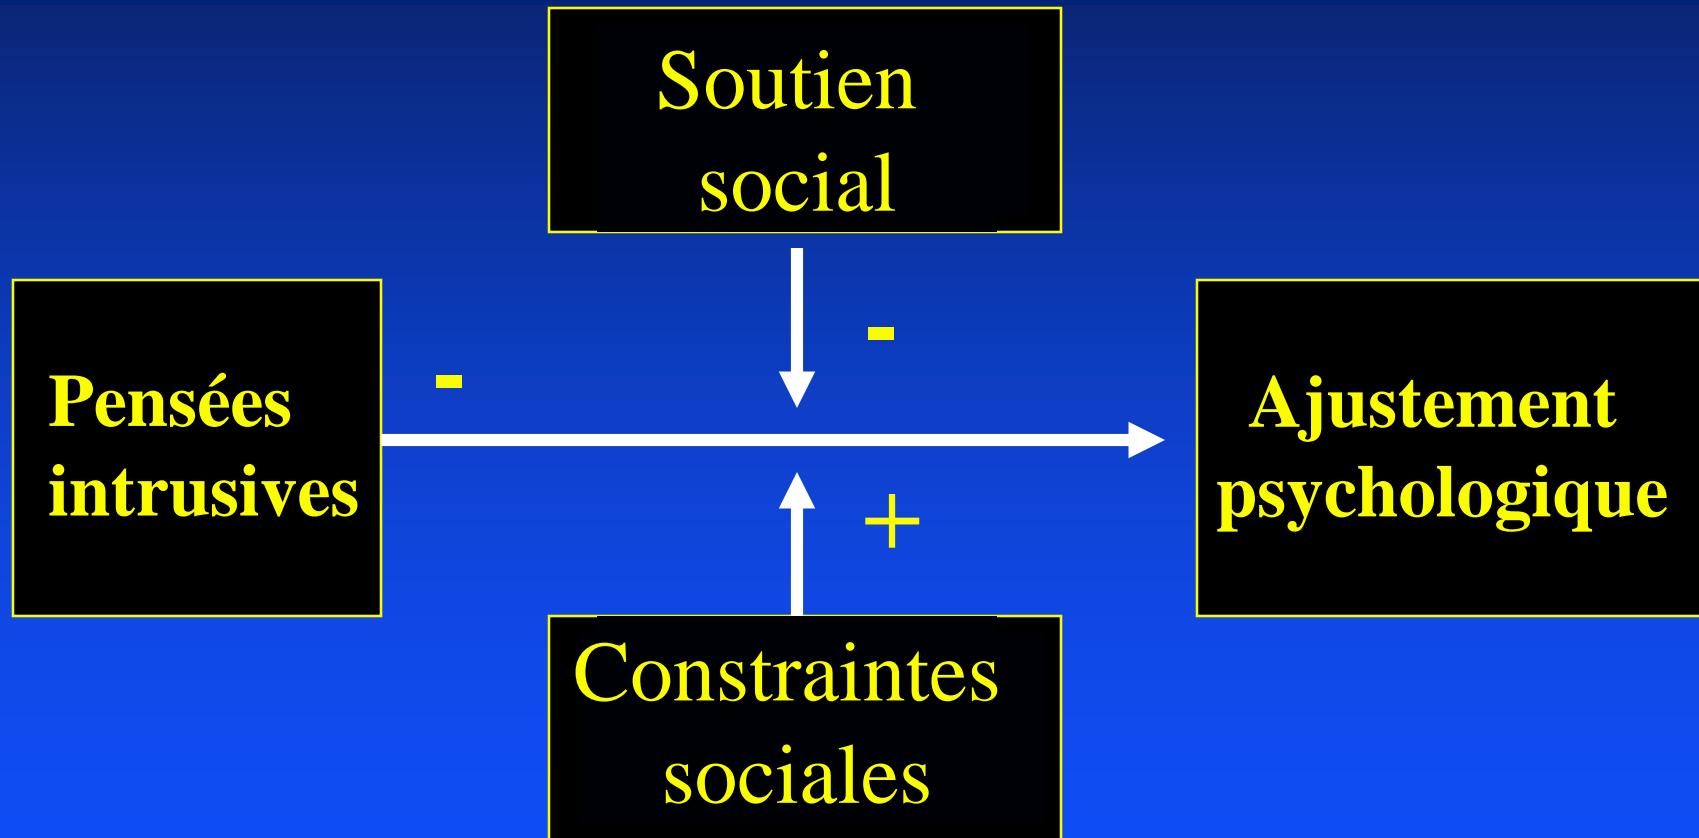 Soutien
social
-
-
Pensées
intrusives
Ajustement
psychologique
+
Constraintes
sociales